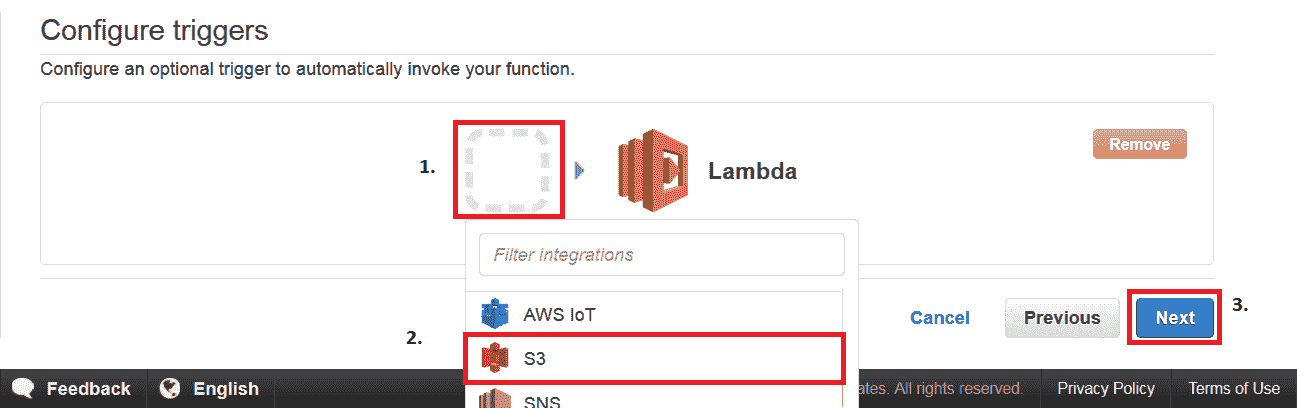 Configure triggers
Configure an optional trigger to automatically invoke your function.
Remove
1.
Lambda
Filter integrations
AWS IoT
Cancel
Previous
Next
3.
2.
S3
Feedback
English
SNS
ates. All rights reserved.
Privacy Policy
Terms of Use